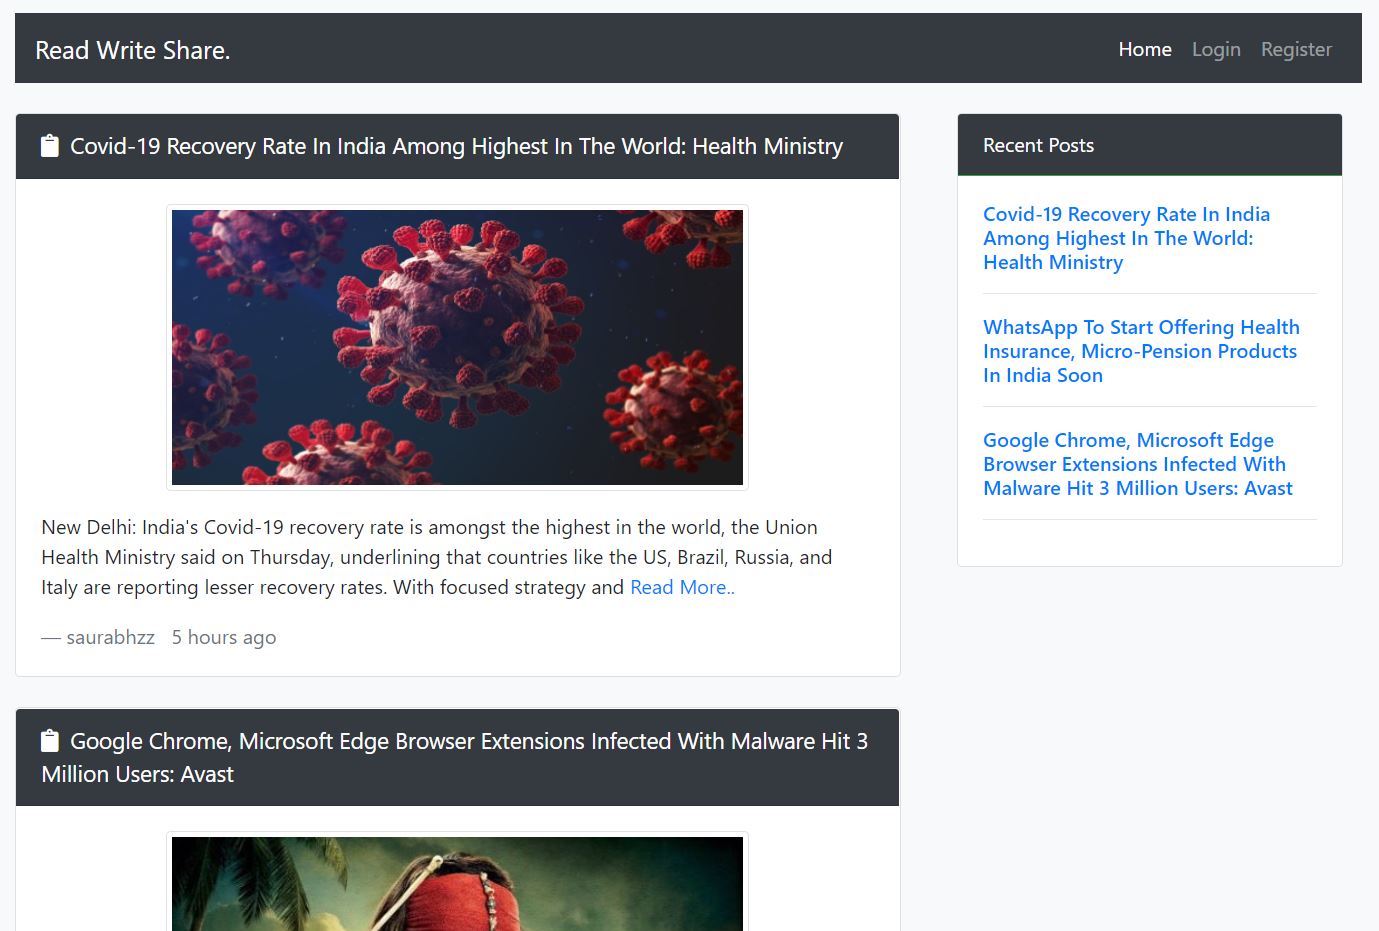 Read Write Share.
Home Login Register
Covid-19 Recovery Rate In India Among Highest In The World: Health Ministry
New Delhi: India's Covid-19 recovery rate is amongst the highest in the world, the Union
Health Ministry said on Thursday, underlining that countries like the US, Brazil, Russia, and
Italy are reporting lesser recovery rates. With focused strategy and Read More..
— saurabhzz 5 hours ago
Google Chrome, Microsoft Edge Browser Extensions Infected With Malware Hit 3
Million Users: Avast
Recent Posts
Covid-19 Recovery Rate In India
Among Highest In The World:
Health Ministry
WhatsApp To Start Offering Health
Insurance, Micro-Pension Products
In India Soon
Google Chrome, Microsoft Edge
Browser Extensions Infected With
Malware Hit 3 Million Users: Avast